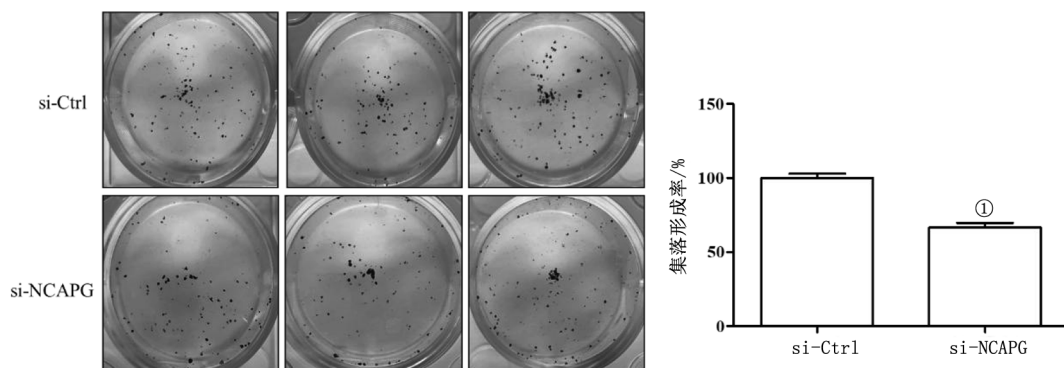 si-Ctrl
si-NCAPG
集落形成率/%
150
100
50
0
①
si-Ctrl
si-NCAPG